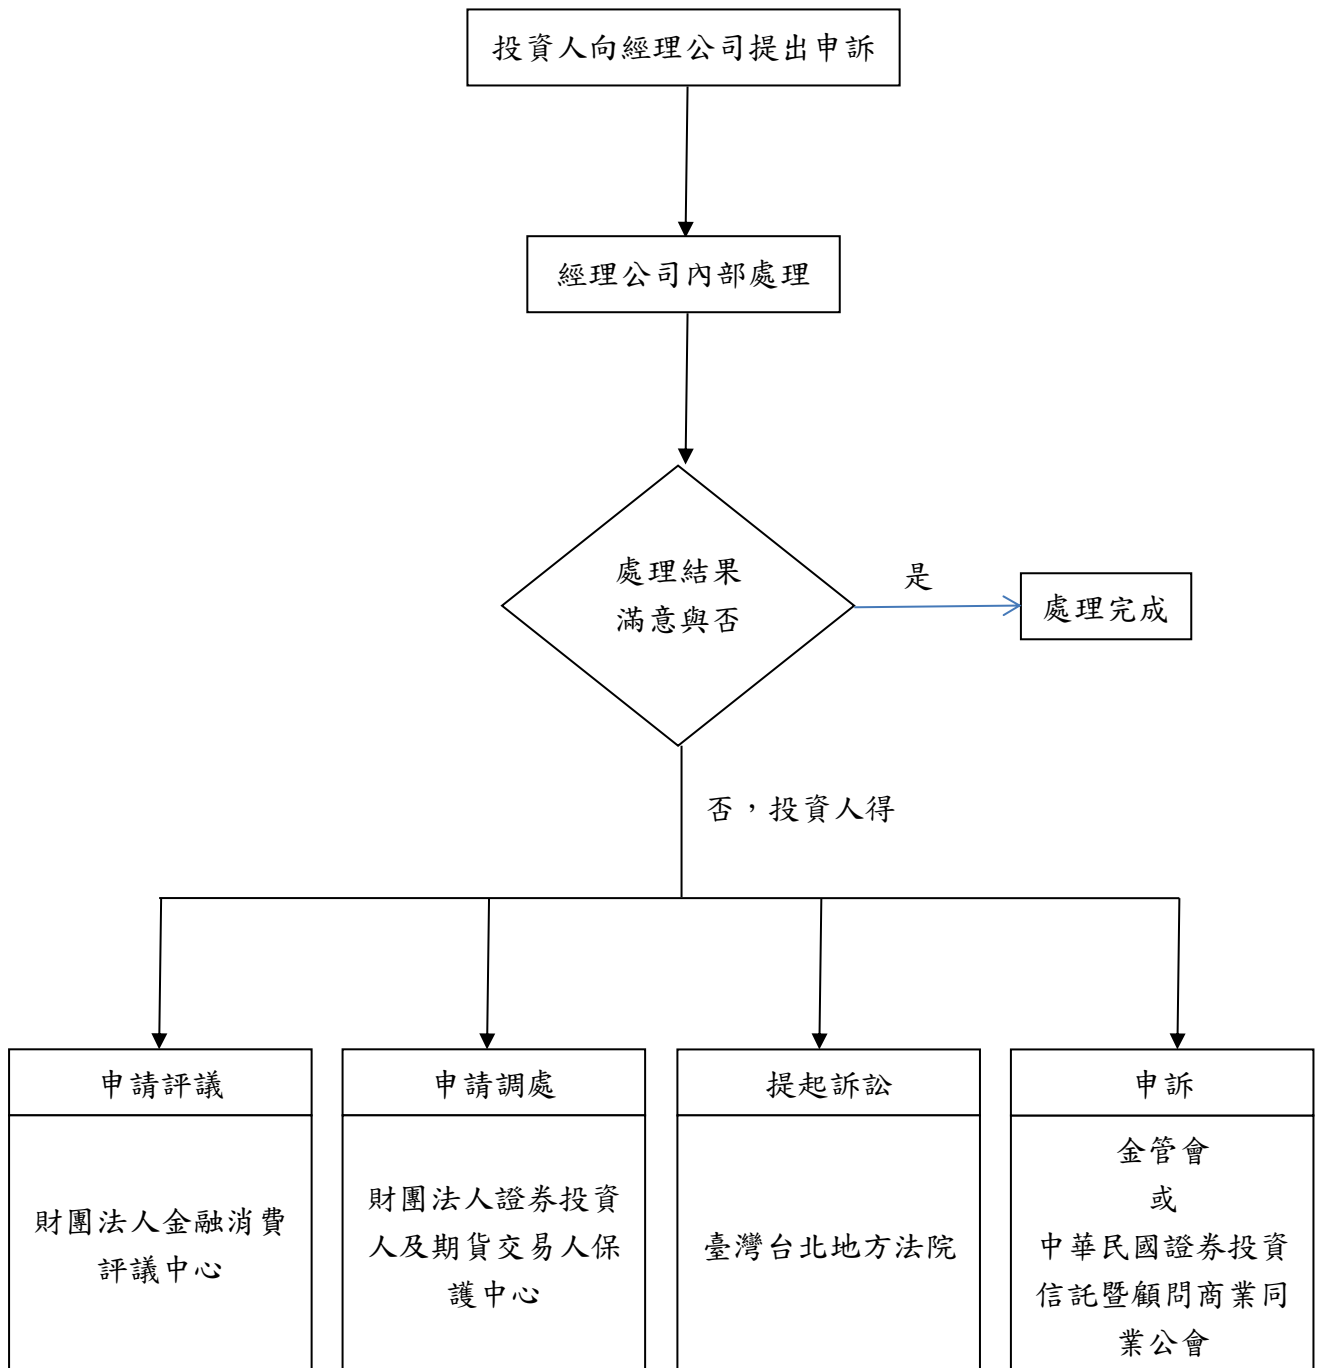 投資人向經理公司提出申訴
經理公司內部處理
處理結果
滿意與否
是
處理完成
否，投資人得
申請評議
財團法人金融消費
評議中心
申請調處
財團法人證券投資
人及期貨交易人保
護中心
提起訴訟
臺灣台北地方法院
申訴
金管會
或
中華民國證券投資
信託暨顧問商業同
業公會